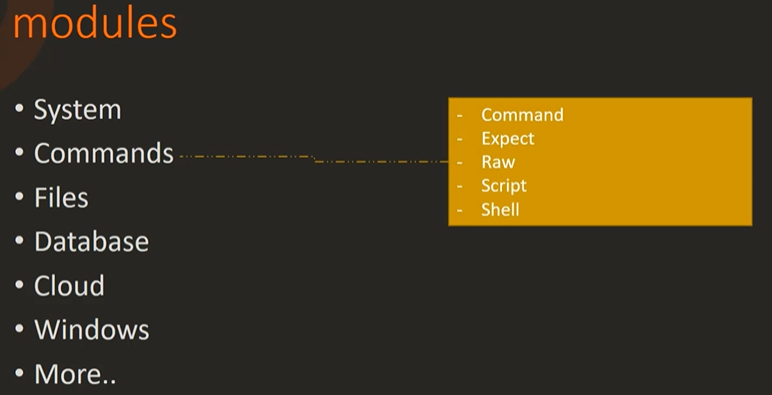 modules
• System
• Commands
• Files
• Database
• Cloud
• Windows
• More..
- Command
- Expect
- Raw
- Script
- Shell